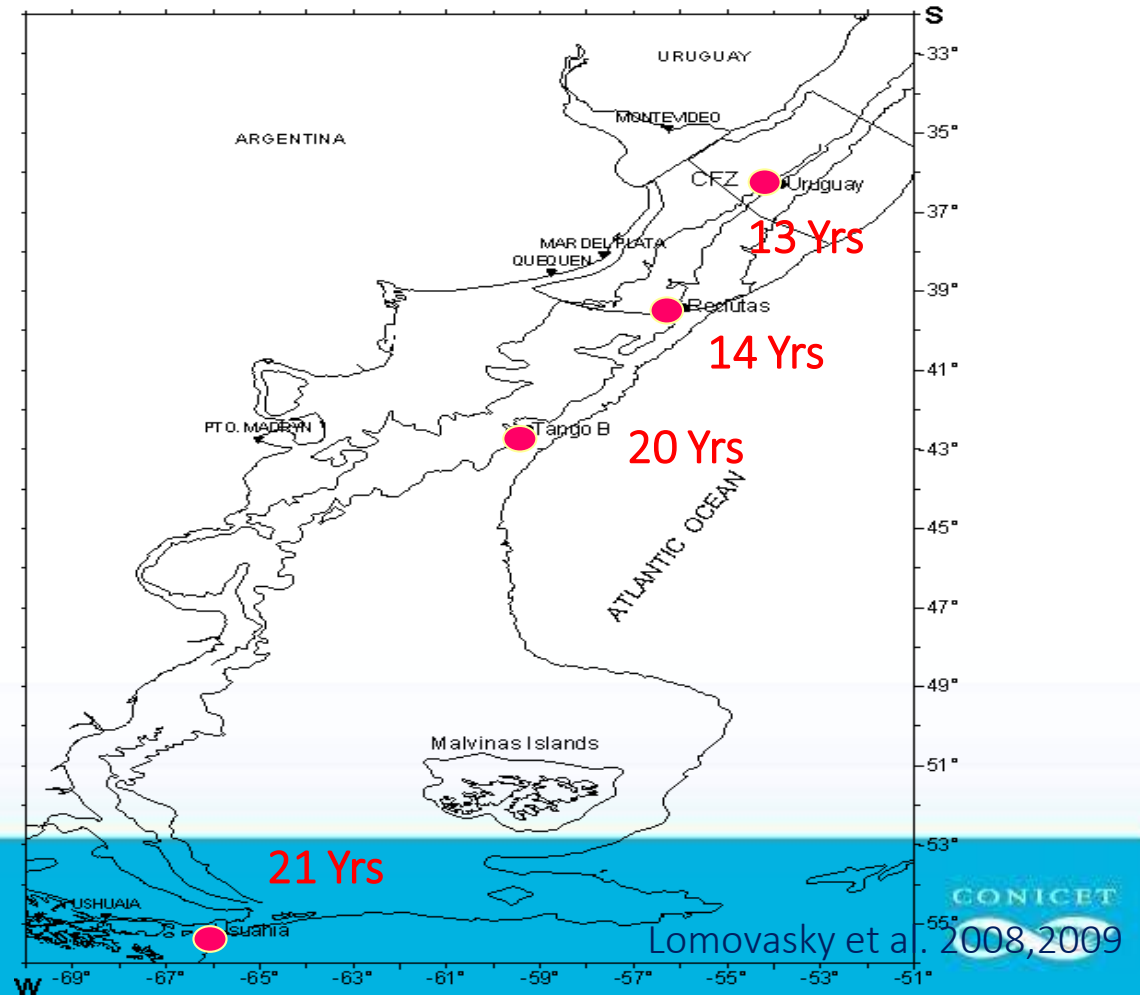 S
-33°
URUGUAY
MONTEVIDEO
-35°
ARGENTINA
CFZ
Uruguay
-37°
13 Yrs
MAR DEL PLATA
QUEQUEN
-39°
Reclutas
14 Yrs
-41°
PTO. MADRYN
Tango B
20 Yrs
-43°
ATLANTIC OCEAN
-45°
-47°
-49°
Malvinas Islands
-51°
-53°
21 Yrs
CONICET
USHUAIA
-55°
Lomovasky et al. 2008,2009
W
-69°
-67°
-65°
-63°
-61°
-59°
-57°
-55°
-53°
-51°